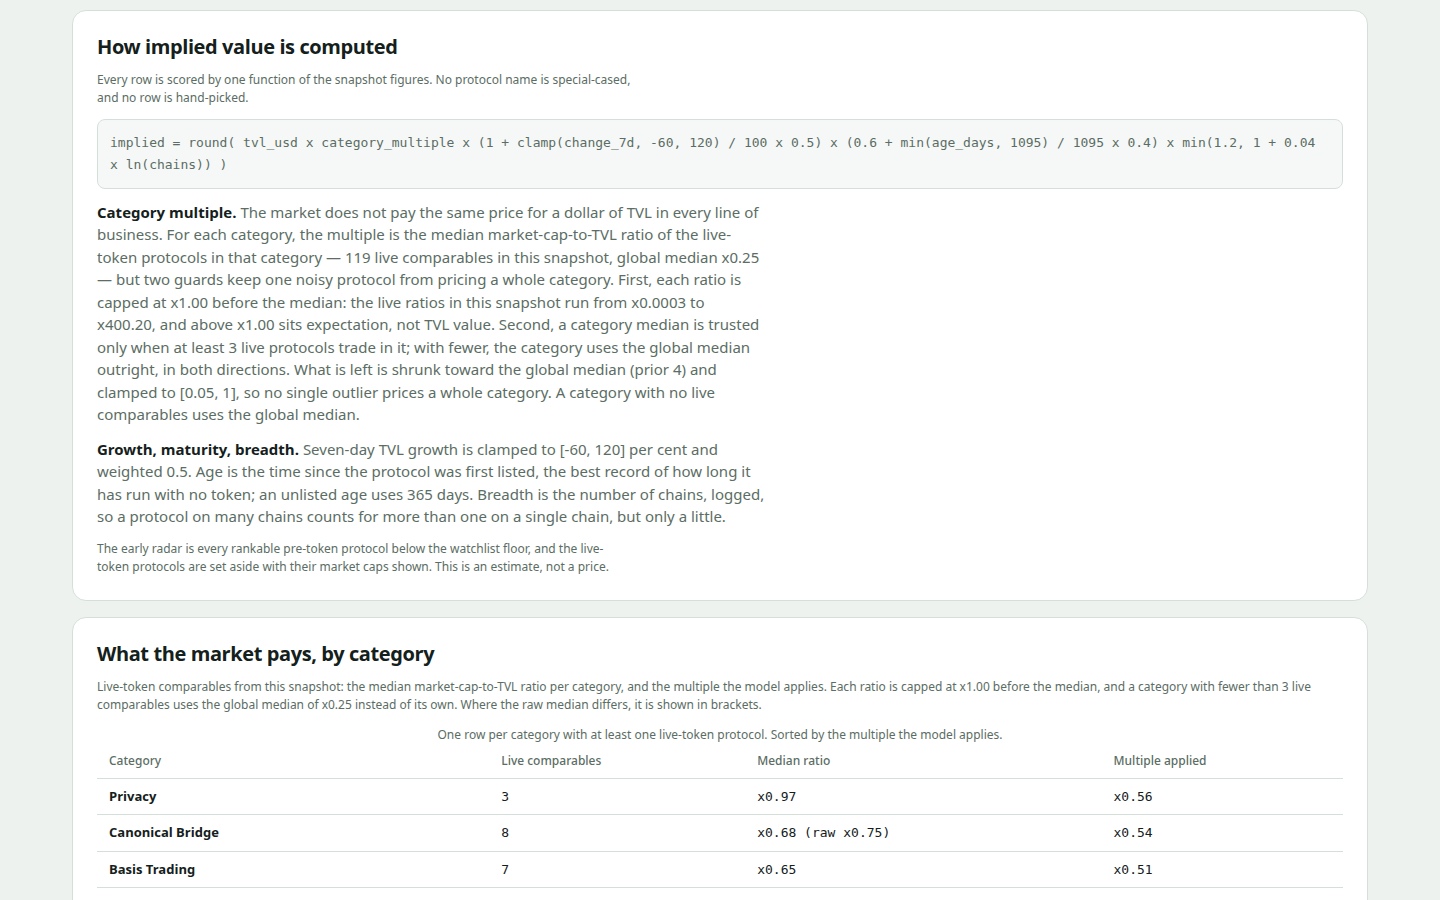 How implied value is computed
Every row is scored by one function of the snapshot figures. No protocol name is special-cased,
and no row is hand-picked.
implied = round( tvl_usd x category_multiple x (1 + clamp(change_7d, -60, 120) / 100 x 0.5) x (0.6 + min(age_days, 1095) / 1095 x 0.4) x min(1.2, 1 + 0.04
x ln(chains)) )
Category multiple. The market does not pay the same price for a dollar of TVL in every line of
business. For each category, the multiple is the median market-cap-to-TVL ratio of the live-
token protocols in that category — 119 live comparables in this snapshot, global median x0.25
— but two guards keep one noisy protocol from pricing a whole category. First, each ratio is
capped at x1.00 before the median: the live ratios in this snapshot run from x0.0003 to
x400.20, and above x1.00 sits expectation, not TVL value. Second, a category median is trusted
only when at least 3 live protocols trade in it; with fewer, the category uses the global median
outright, in both directions. What is left is shrunk toward the global median (prior 4) and
clamped to [0.05, 1], so no single outlier prices a whole category. A category with no live
comparables uses the global median.
Growth, maturity, breadth. Seven-day TVL growth is clamped to [-60, 120] per cent and
weighted 0.5. Age is the time since the protocol was first listed, the best record of how long it
has run with no token; an unlisted age uses 365 days. Breadth is the number of chains, logged,
so a protocol on many chains counts for more than one on a single chain, but only a little.
The early radar is every rankable pre-token protocol below the watchlist floor, and the live-
token protocols are set aside with their market caps shown. This is an estimate, not a price.
What the market pays, by category
Live-token comparables from this snapshot: the median market-cap-to-TVL ratio per category, and the multiple the model applies. Each ratio is capped at x1.00 before the median, and a category with fewer than 3 live
comparables uses the global median of x0.25 instead of its own. Where the raw median differs, it is shown in brackets.
One row per category with at least one live-token protocol. Sorted by the multiple the model applies.
Category Live comparables Median ratio Multiple applied
Privacy 3 x0.97 x0.56
Canonical Bridge 8 x0.68 (raw x0.75) x0.54
Basis Trading 7 x0.65 x0.51